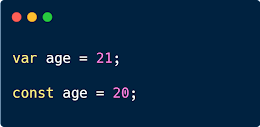 var age = 21;
const age = 20;